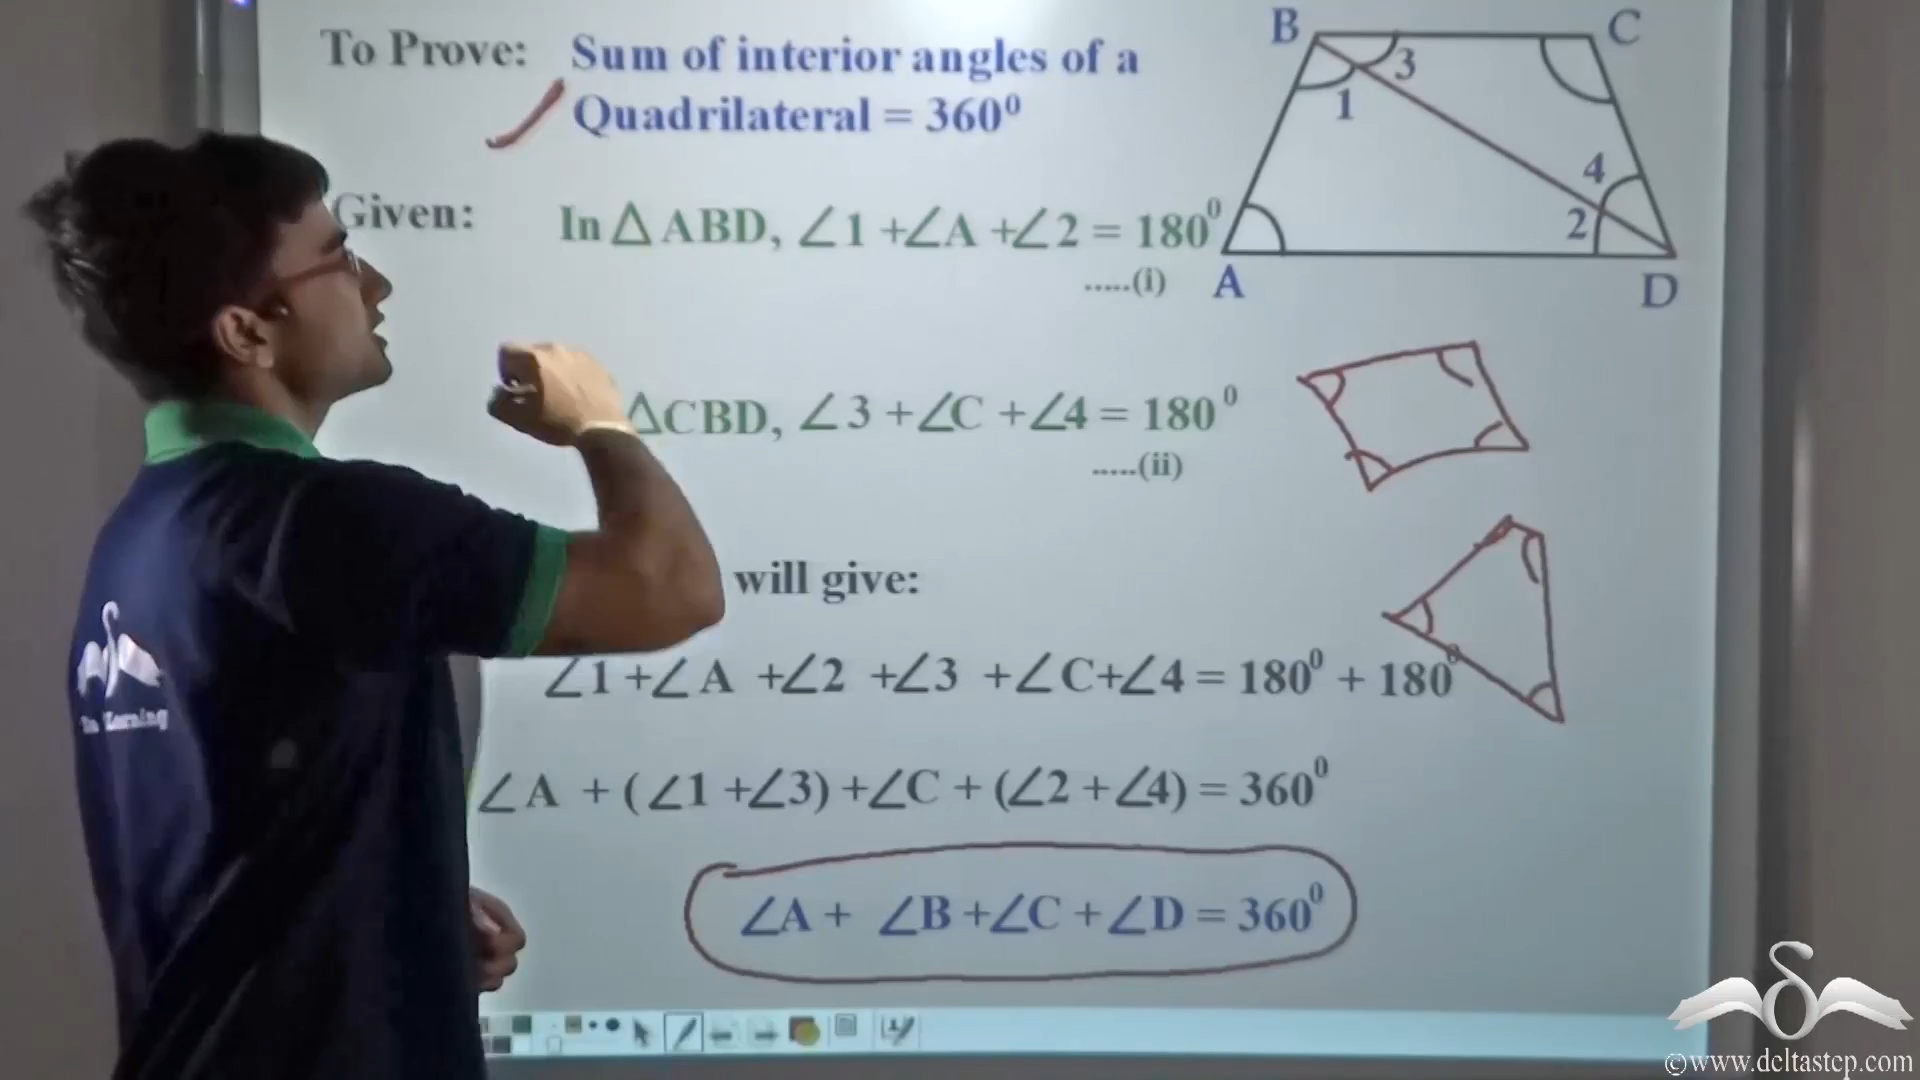 To Prove: Sum of interior angles of a
Quadrilateral = 360⁰
Given: In △ ABD, ∠1 +∠A +∠2 = 180⁰
.....(i)
△CBD, ∠3 +∠C +∠4 = 180⁰
.....(ii)
will give:
∠1 +∠A +∠2 +∠3 +∠C+∠4 = 180⁰ + 180⁰
∠A + (∠1 +∠3) +∠C + (∠2 +∠4) = 360⁰
∠A + ∠B +∠C +∠D = 360⁰
B
C
3
1
4
2
A
D
©www.deltastep.com